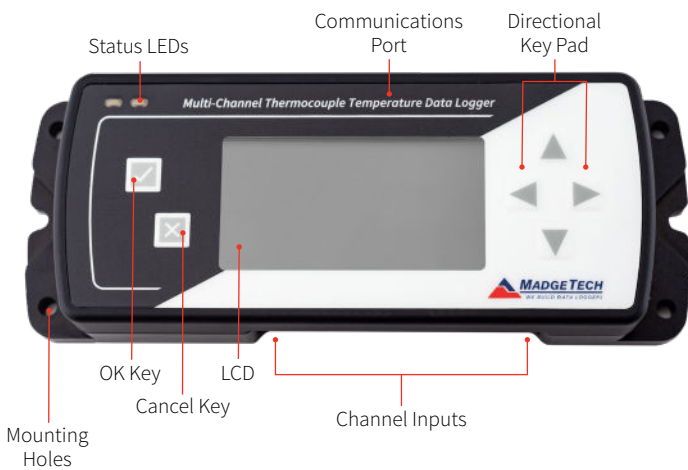 Communications
Port
Directional
Key Pad
Status LEDs
Multi-Channel Thermocouple Temperature Data Logger
MADGETECH
WE BUILD DATA LOGGERS
OK Key
LCD
Cancel Key
Channel Inputs
Mounting
Holes